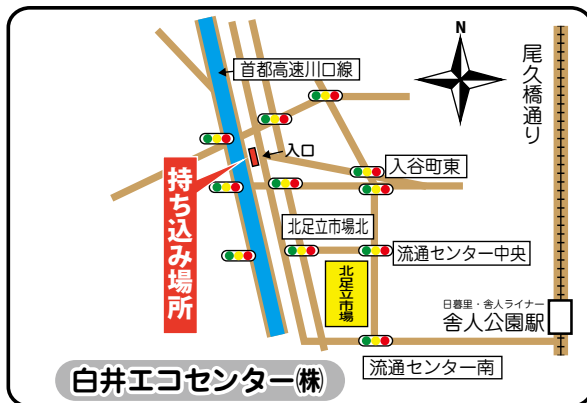 首都高速川口線
N
尾久橋通り
入口
入谷町東
持ち込み場所
北足立市場北
流通センター中央
北足立市場
日暮里・舎人ライナー
舎人公園駅
流通センター南
白井エコセンター㈱